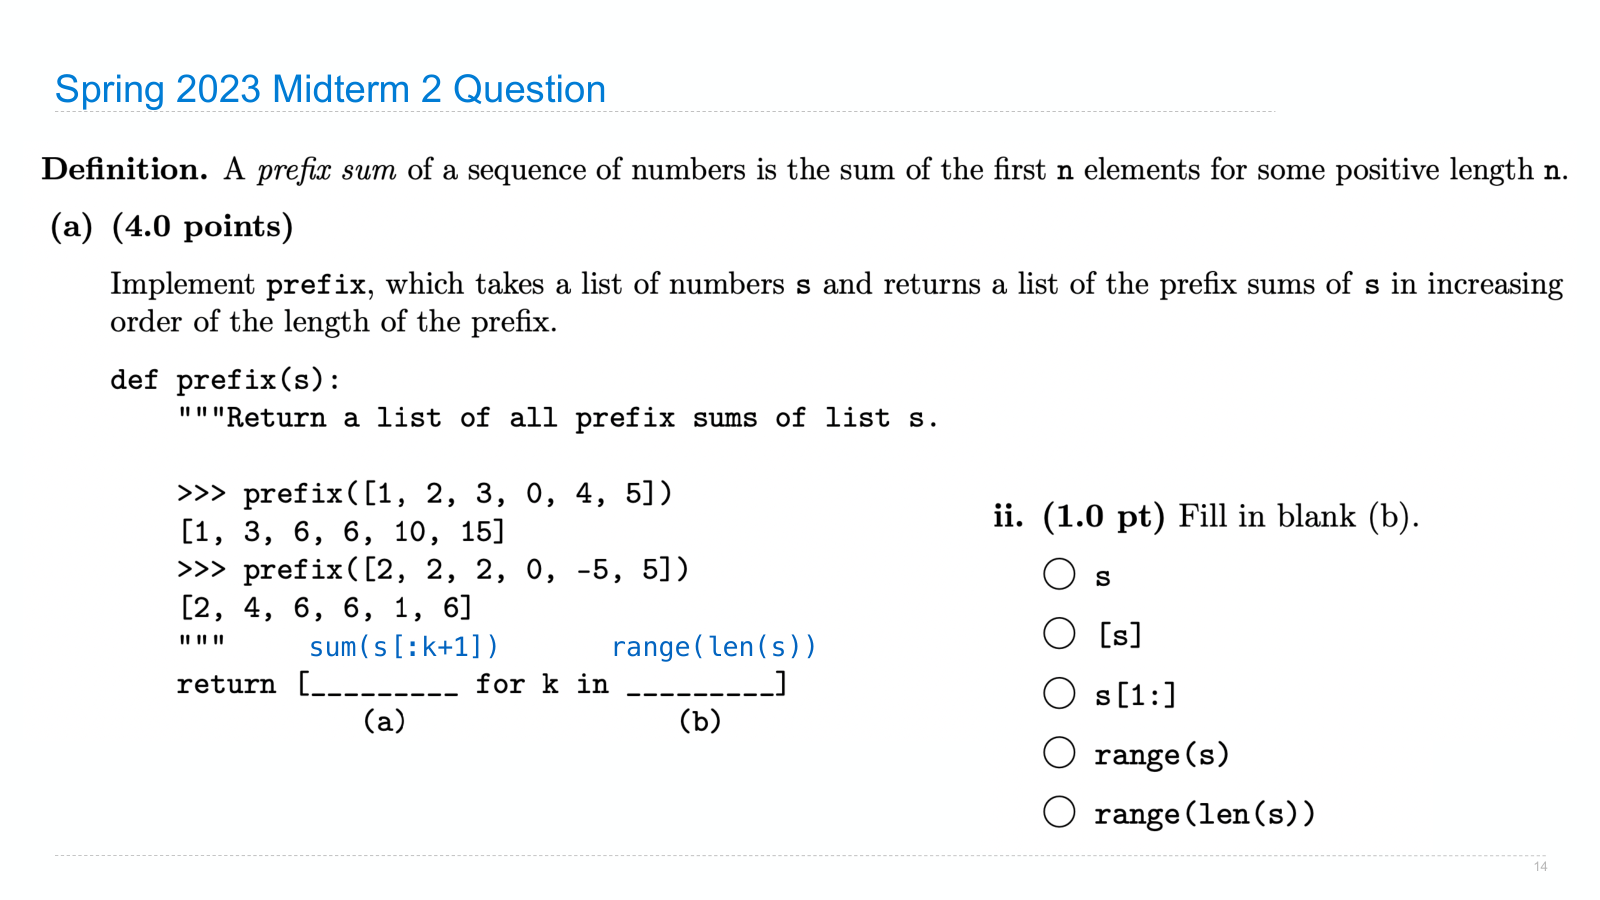 Spring 2023 Midterm 2 Question
Definition. A prefix sum of a sequence of numbers is the sum of the first n elements for some positive length n.
(a) (4.0 points)
Implement prefix, which takes a list of numbers s and returns a list of the prefix sums of s in increasing
order of the length of the prefix.
def prefix(s):
"""Return a list of all prefix sums of list s.
>>> prefix([1, 2, 3, 0, 4, 5])
[1, 3, 6, 6, 10, 15]
>>> prefix([2, 2, 2, 0, -5, 5])
[2, 4, 6, 6, 1, 6]
""" sum(s[:k+1]) range(len(s))
return [_________ for k in _________]
(a) (b)
ii. (1.0 pt) Fill in blank (b).
s
[s]
s[1:]
range(s)
range(len(s))
14